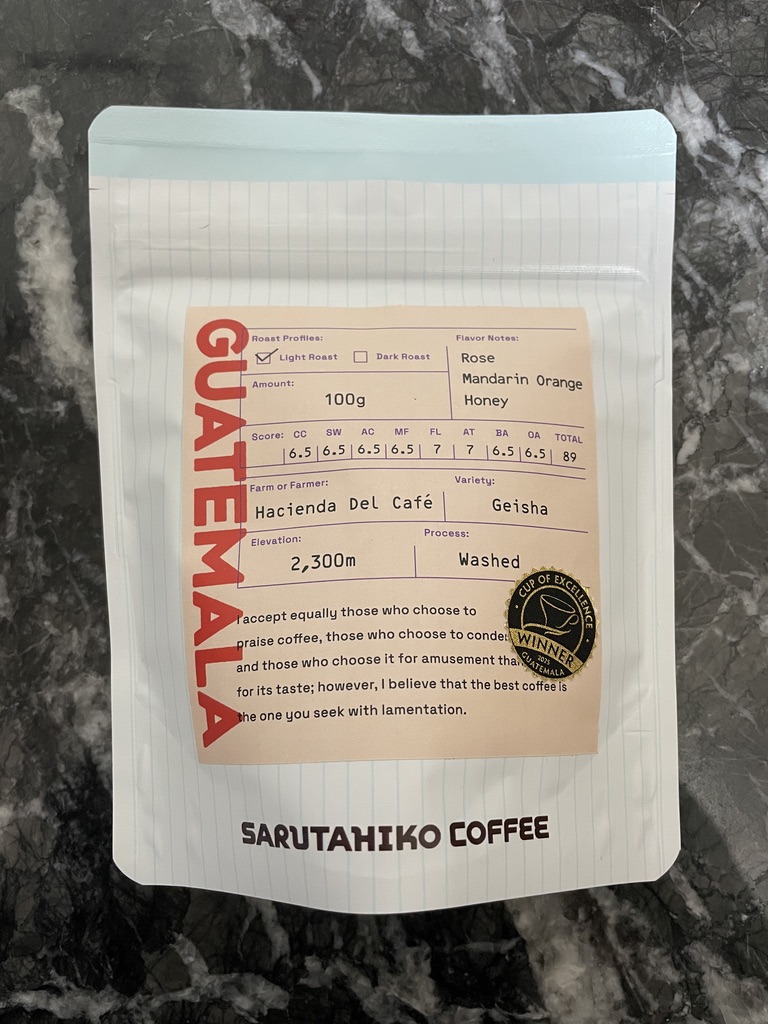 GUATEMALA
Roast Profiles:
Light Roast Dark Roast
Flavor Notes:
Rose
Mandarin Orange
Honey
Amount:
100g
Score: CC SW AC MF FL AT BA OA TOTAL
6.5 6.5 6.5 6.5 7 7 6.5 6.5 89
Farm or Farmer:
Hacienda Del Café
Variety:
Geisha
Elevation:
2,300m
Process:
Washed
I accept equally those who choose to
praise coffee, those who choose to
and those who choose it for amusement
for its taste; however, I believe that the best coffee is
the one you seek with lamentation.
CUP OF EXCELLENCE
WINNER
2025
GUATEMALA
SARUTAHIKO COFFEE